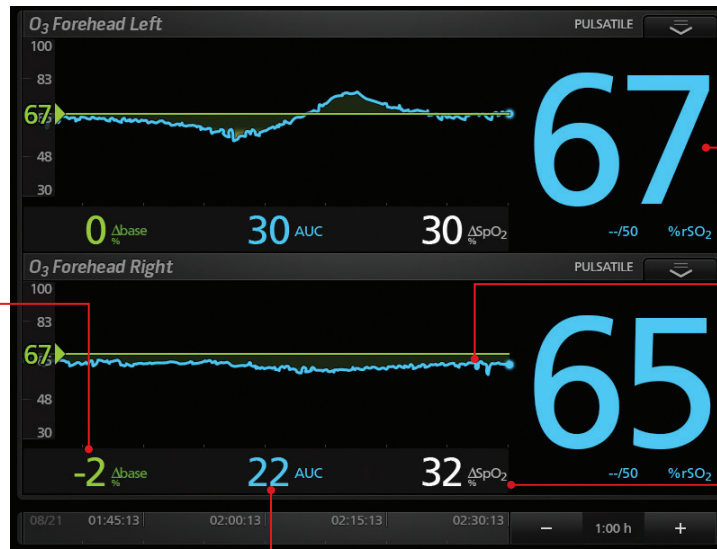 O3 Forehead Left PULSATILE
100
83
67
48
30
67
0 Δbase % 30 AUC 30 ΔSpO2 % --/50 %rSO2
O3 Forehead Right PULSATILE
100
83
67
48
30
65
-2 Δbase % 22 AUC 32 ΔSpO2 % --/50 %rSO2
08/21 01:45:13 02:00:13 02:15:13 02:30:13 − 1:00 h +